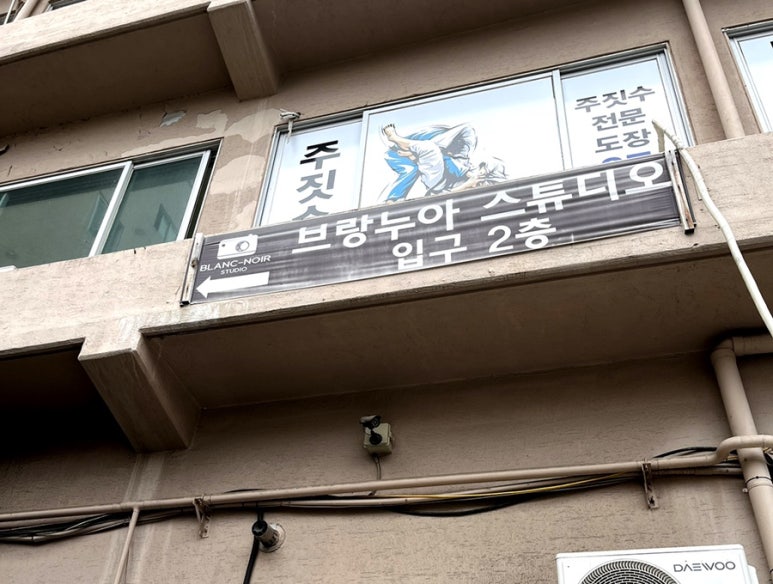 주짓수
주짓수
전문
도장
브랑누아 스튜디오
입구 2층
BLANC-NOIR
STUDIO
DAEWOO